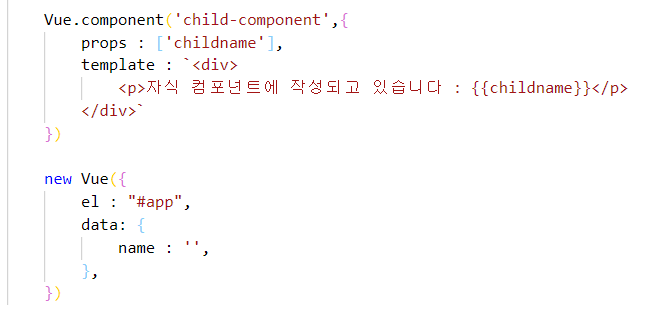 Vue.component('child-component',{
    props : ['childname'],
    template : `<div>
        <p>자식 컴포넌트에 작성되고 있습니다 : {{childname}}</p>
    </div>`
})
new Vue({
    el : "#app",
    data: {
        name : '',
    },
})